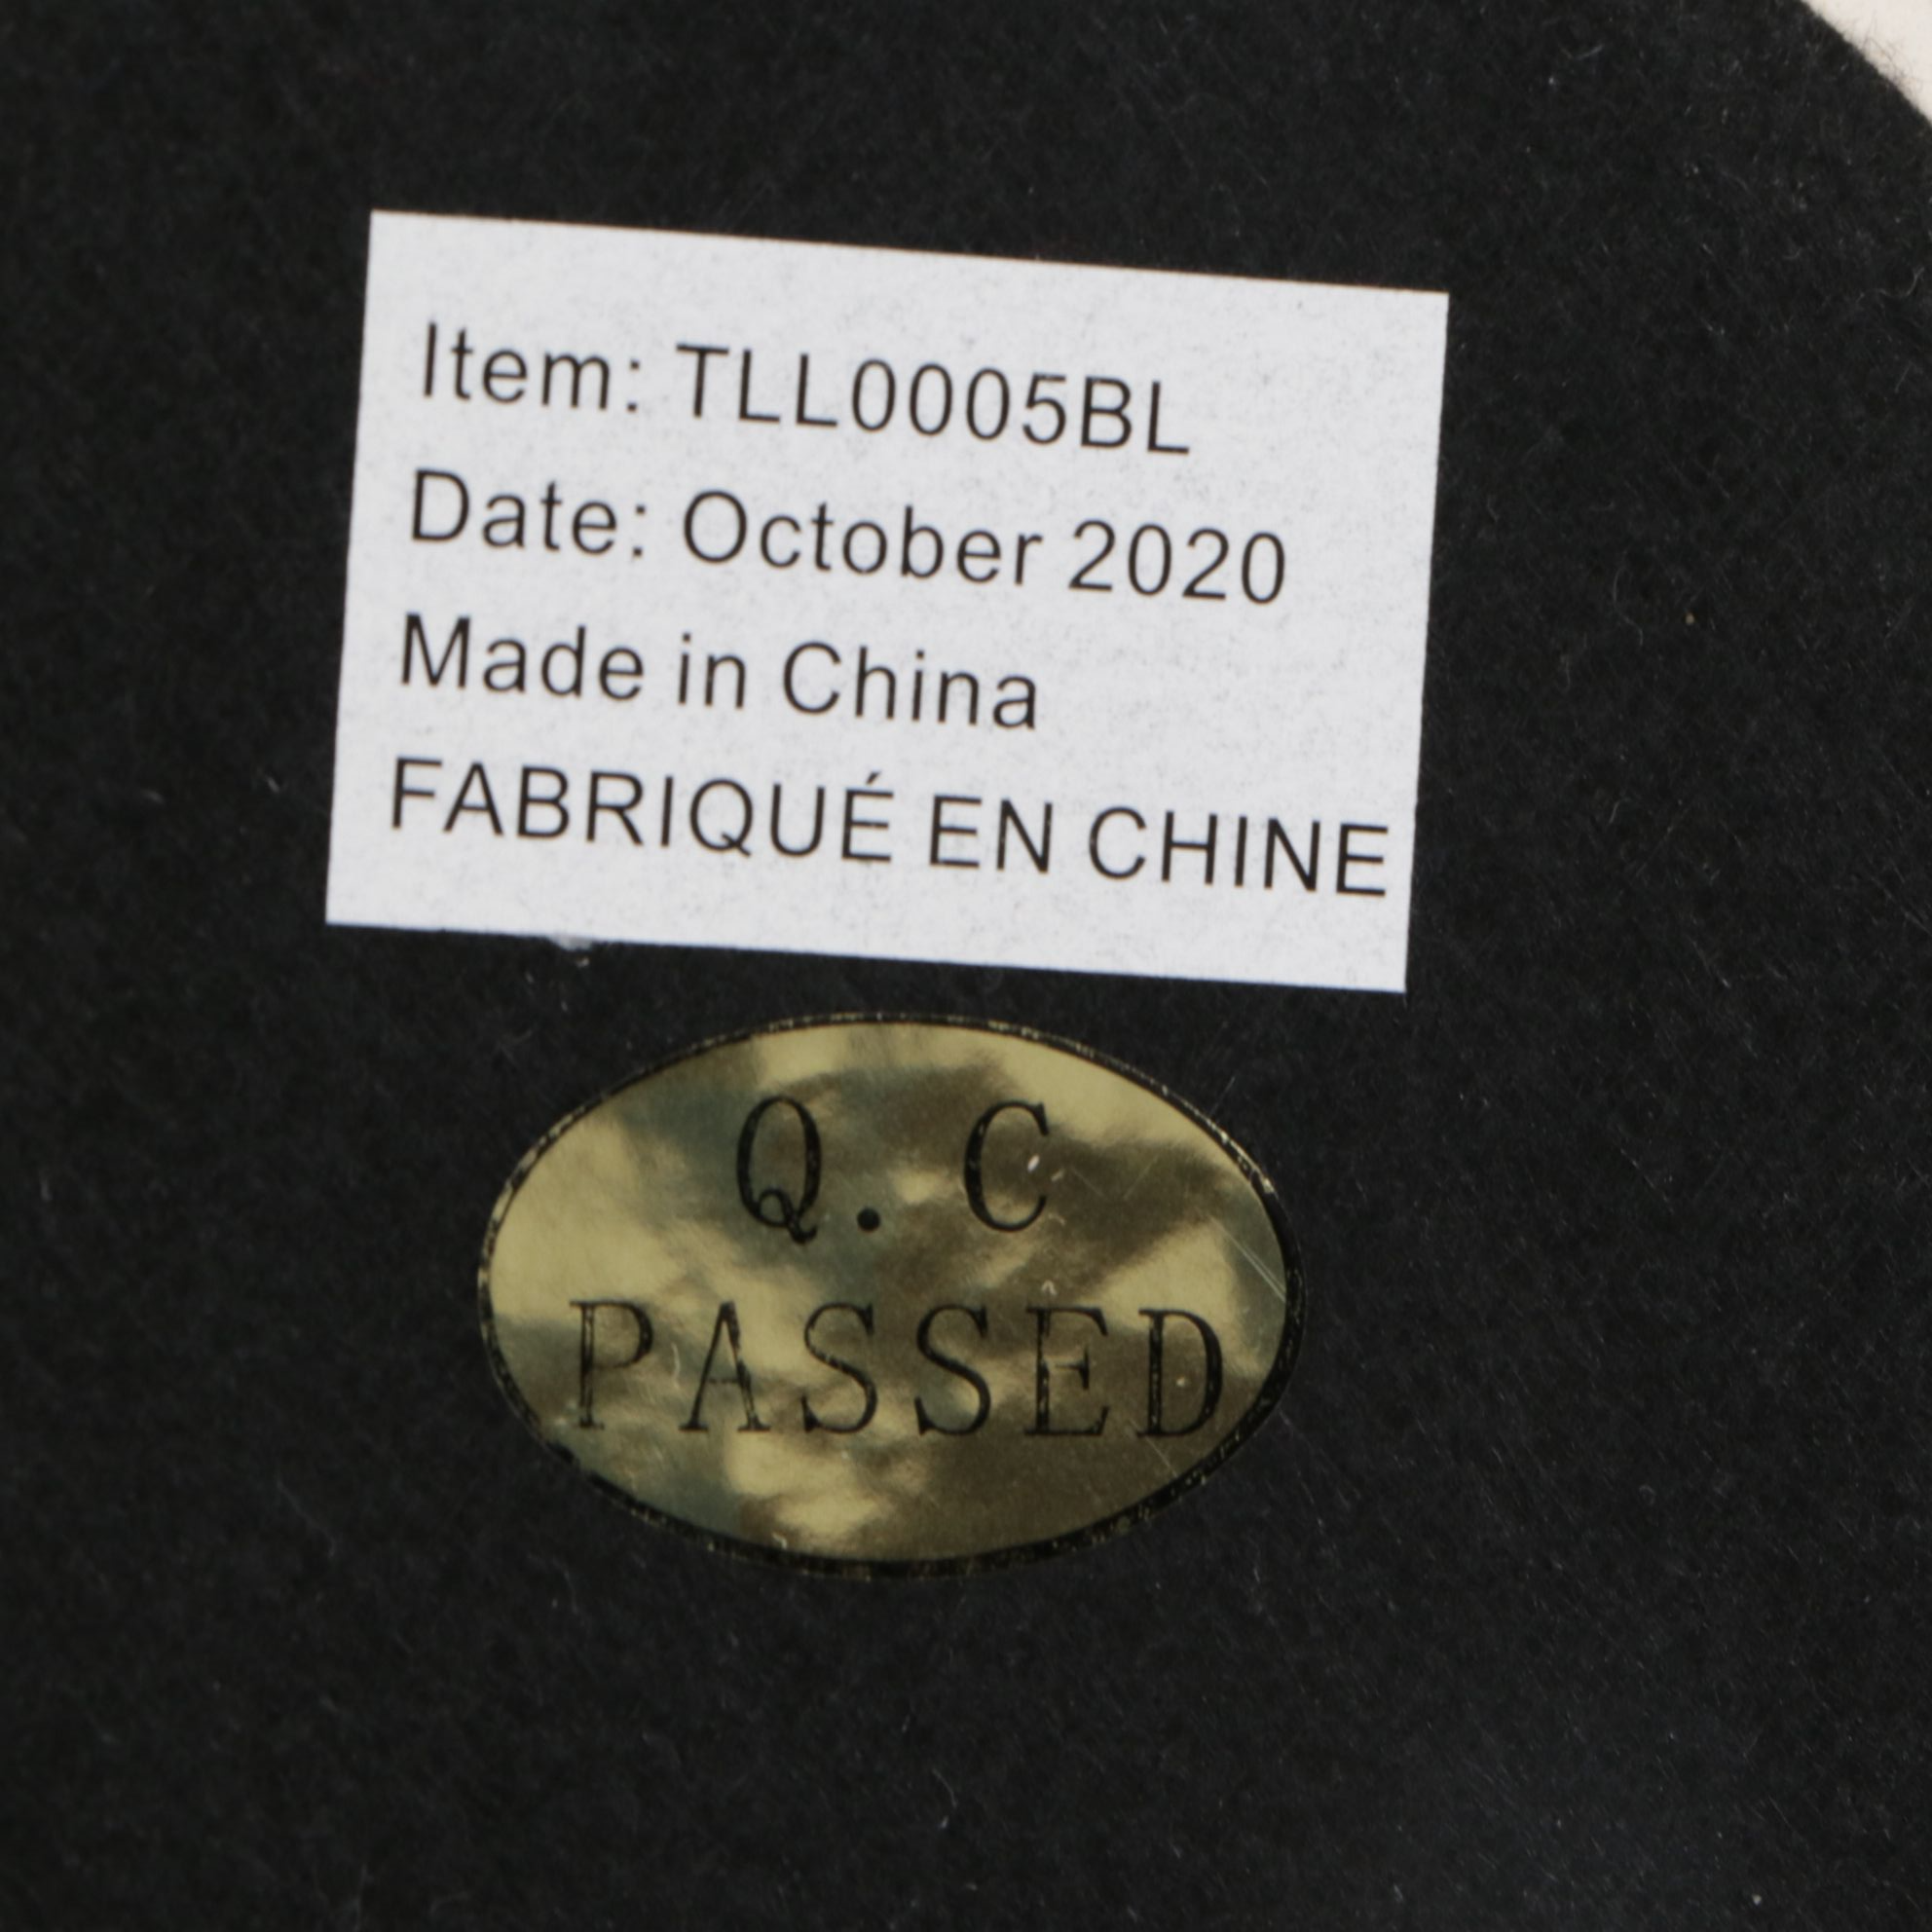 Item: TLL0005BL
Date: October 2020
Made in China
FABRIQUÉ EN CHINE
Q. C
PASSED